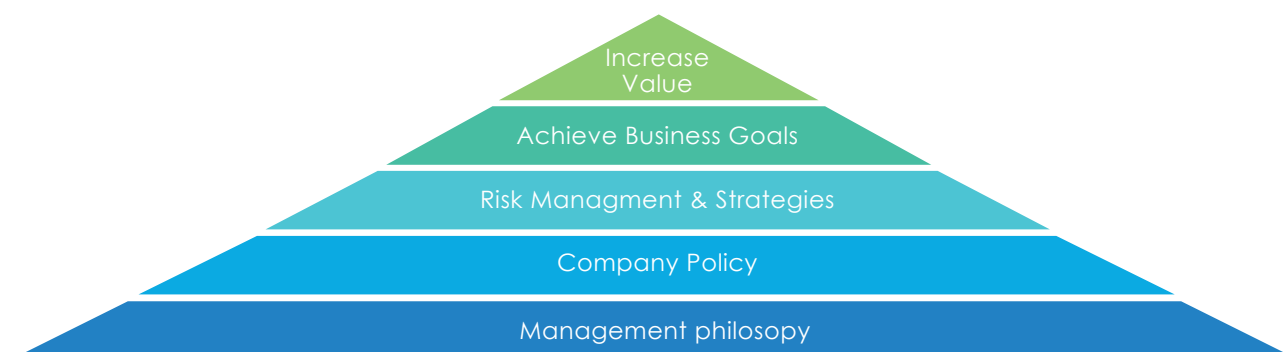 Increase
Value
Achieve Business Goals
Risk Managment & Strategies
Company Policy
Management philosopy